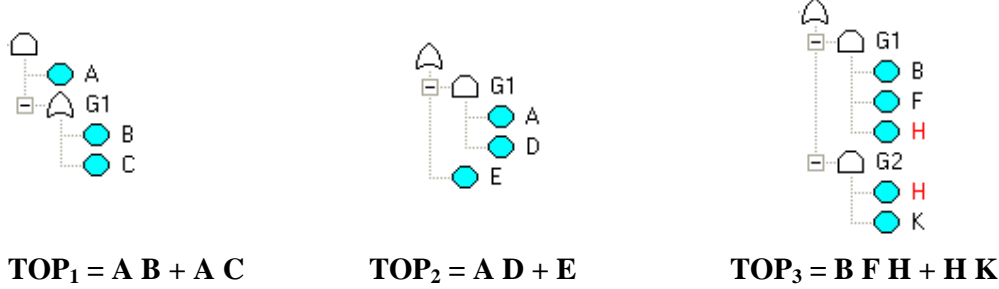 A
G1
B
C
TOP₁ = A B + A C
G1
A
D
E
TOP₂ = A D + E
G1
B
F
H
G2
H
K
TOP₃ = B F H + H K